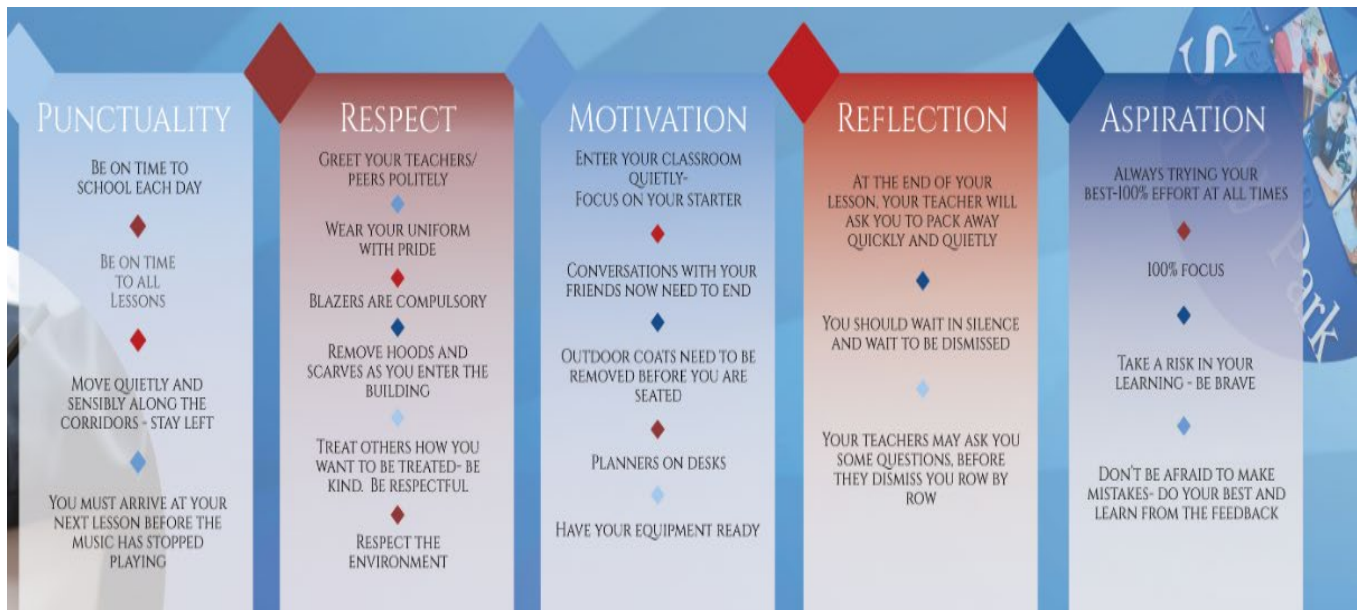 PUNCTUALITY
BE ON TIME TO
SCHOOL EACH DAY
BE ON TIME
TO ALL
LESSONS
MOVE QUIETLY AND
SENSIBLY ALONG THE
CORRIDORS - STAY LEFT
YOU MUST ARRIVE AT YOUR
NEXT LESSON BEFORE THE
MUSIC HAS STOPPED
PLAYING
RESPECT
GREET YOUR TEACHERS/
PEERS POLITELY
WEAR YOUR UNIFORM
WITH PRIDE
BLAZERS ARE COMPULSORY
REMOVE HOODS AND
SCARVES AS YOU ENTER THE
BUILDING
TREAT OTHERS HOW YOU
WANT TO BE TREATED- BE
KIND. BE RESPECTFUL
RESPECT THE
ENVIRONMENT
MOTIVATION
ENTER YOUR CLASSROOM
QUIETLY-
FOCUS ON YOUR STARTER
CONVERSATIONS WITH YOUR
FRIENDS NOW NEED TO END
OUTDOOR COATS NEED TO BE
REMOVED BEFORE YOU ARE
SEATED
PLANNERS ON DESKS
HAVE YOUR EQUIPMENT READY
REFLECTION
AT THE END OF YOUR
LESSON, YOUR TEACHER WILL
ASK YOU TO PACK AWAY
QUICKLY AND QUIETLY
YOU SHOULD WAIT IN SILENCE
AND WAIT TO BE DISMISSED
YOUR TEACHERS MAY ASK YOU
SOME QUESTIONS, BEFORE
THEY DISMISS YOU ROW BY
ROW
ASPIRATION
ALWAYS TRYING YOUR
BEST-100% EFFORT AT ALL TIMES
100% FOCUS
TAKE A RISK IN YOUR
LEARNING - BE BRAVE
DON'T BE AFRAID TO MAKE
MISTAKES- DO YOUR BEST AND
LEARN FROM THE FEEDBACK
Park